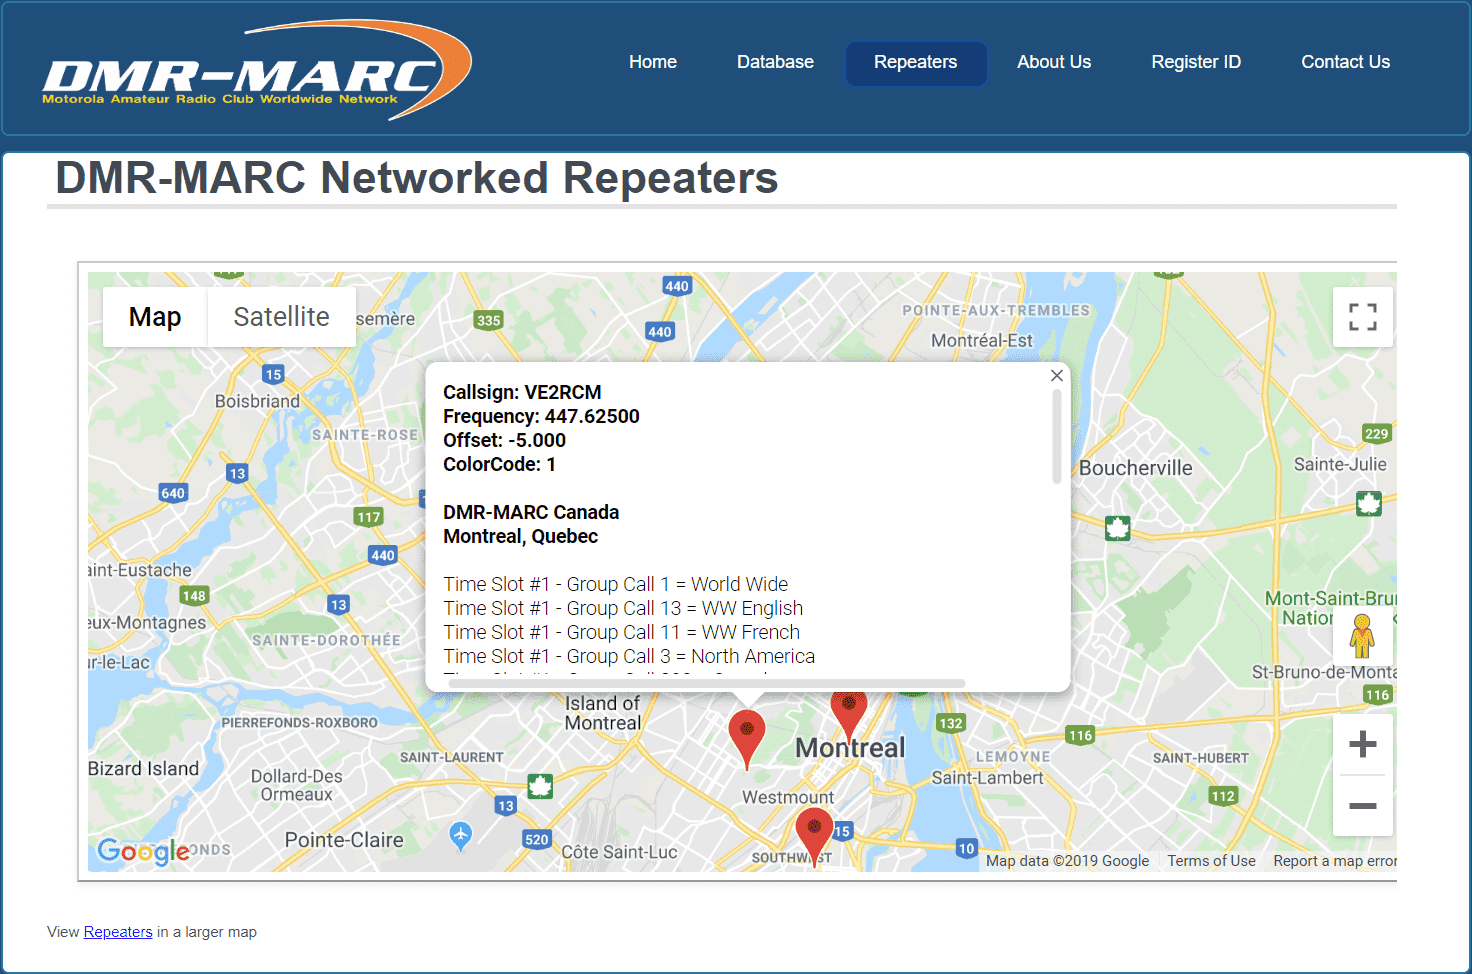 DMR-MARC
Motorola Amateur Radio Club Worldwide Network
Home
Database
Repeaters
About Us
Register ID
Contact Us
DMR-MARC Networked Repeaters
Map
Satellite
semère
335
440
440
POINTE-AUX-TREMBLES
Montréal-Est
15
Boisbriand
SAINTE-ROSE
13
640
117
440
Callsign: VE2RCM
Frequency: 447.62500
Offset: -5.000
ColorCode: 1
DMR-MARC Canada
Montreal, Quebec
Time Slot #1 - Group Call 1 = World Wide
Time Slot #1 - Group Call 13 = WW English
Time Slot #1 - Group Call 11 = WW French
Time Slot #1 - Group Call 3 = North America
229
Boucherville
Sainte-Julie
aint-Eustache
148
13
eux-Montagnes
SAINTE-DOROTHÉE
ur-le-Lac
Mont-Saint-Brun
Nation
St-Bruno-de-Monta
116
Island of
Montreal
PIERREFONDS-ROXBORO
132
116
Montreal
SAINT-LAURENT
LEMOYNE
SAINT-HUBERT
Bizard Island
Dollard-Des
Ormeaux
Saint-Lambert
Westmount
13
112
Pointe-Claire
520
15
Côte Saint-Luc
SOUTHWEST
10
Google
ONDS
Map data ©2019 Google
Terms of Use
Report a map error
View Repeaters in a larger map